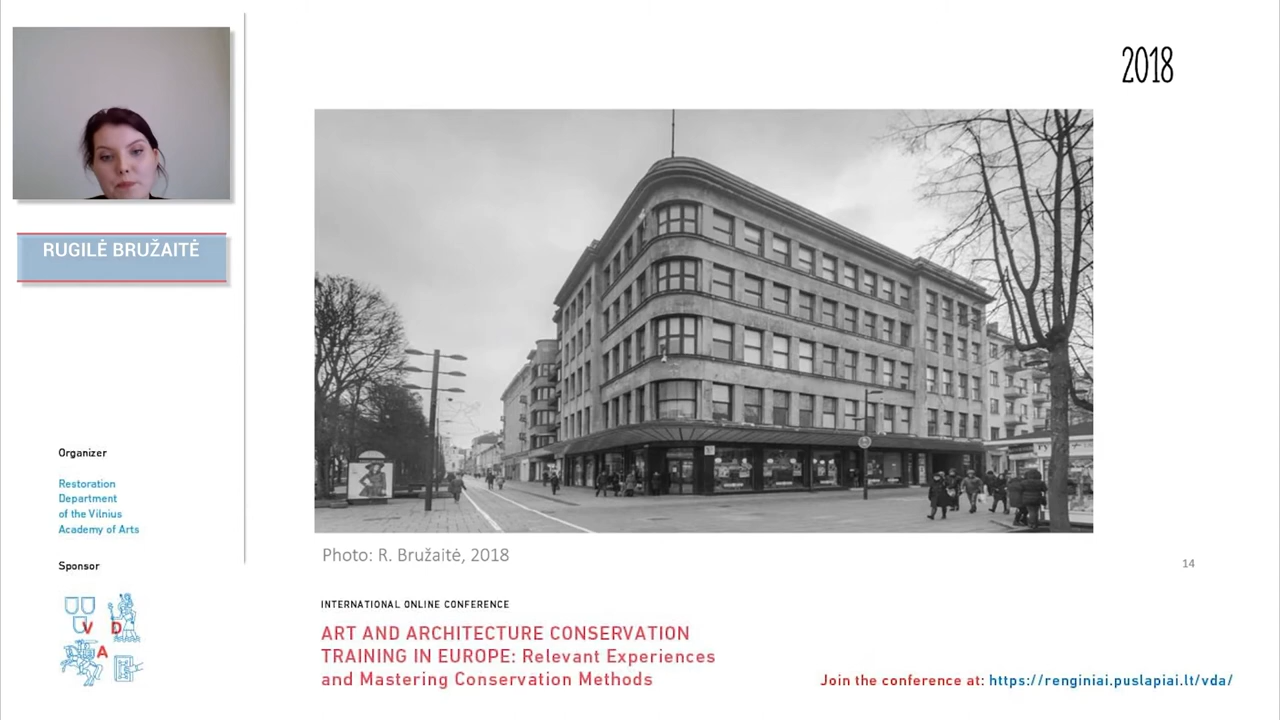 2018
RUGILĖ BRUŽAITĖ
Organizer
Restoration
Department
of the Vilnius
Academy of Arts
Sponsor
V D
A
Photo: R. Bružaitė, 2018
14
INTERNATIONAL ONLINE CONFERENCE
ART AND ARCHITECTURE CONSERVATION
TRAINING IN EUROPE: Relevant Experiences
and Mastering Conservation Methods
Join the conference at: https://renginiai.puslapiai.lt/vda/